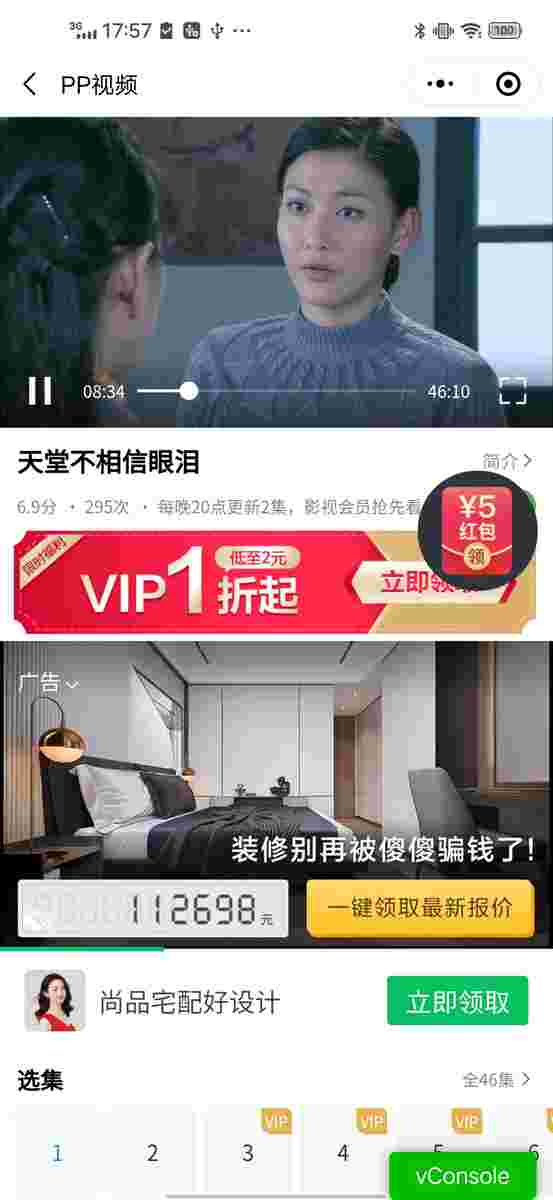 3G 17:57 100
PP视频
08:34 46:10
天堂不相信眼泪
简介
6.9分 · 295次 · 每晚20点更新2集，影视会员抢先看
¥5
红包
领
限时福利
VIP1折起
低至2元
立即领取
广告
装修别再被傻傻骗钱了!
112698元
一键领取最新报价
尚品宅配好设计
立即领取
选集
全46集
VIP VIP VIP
1 2 3 4 5 6
vConsole